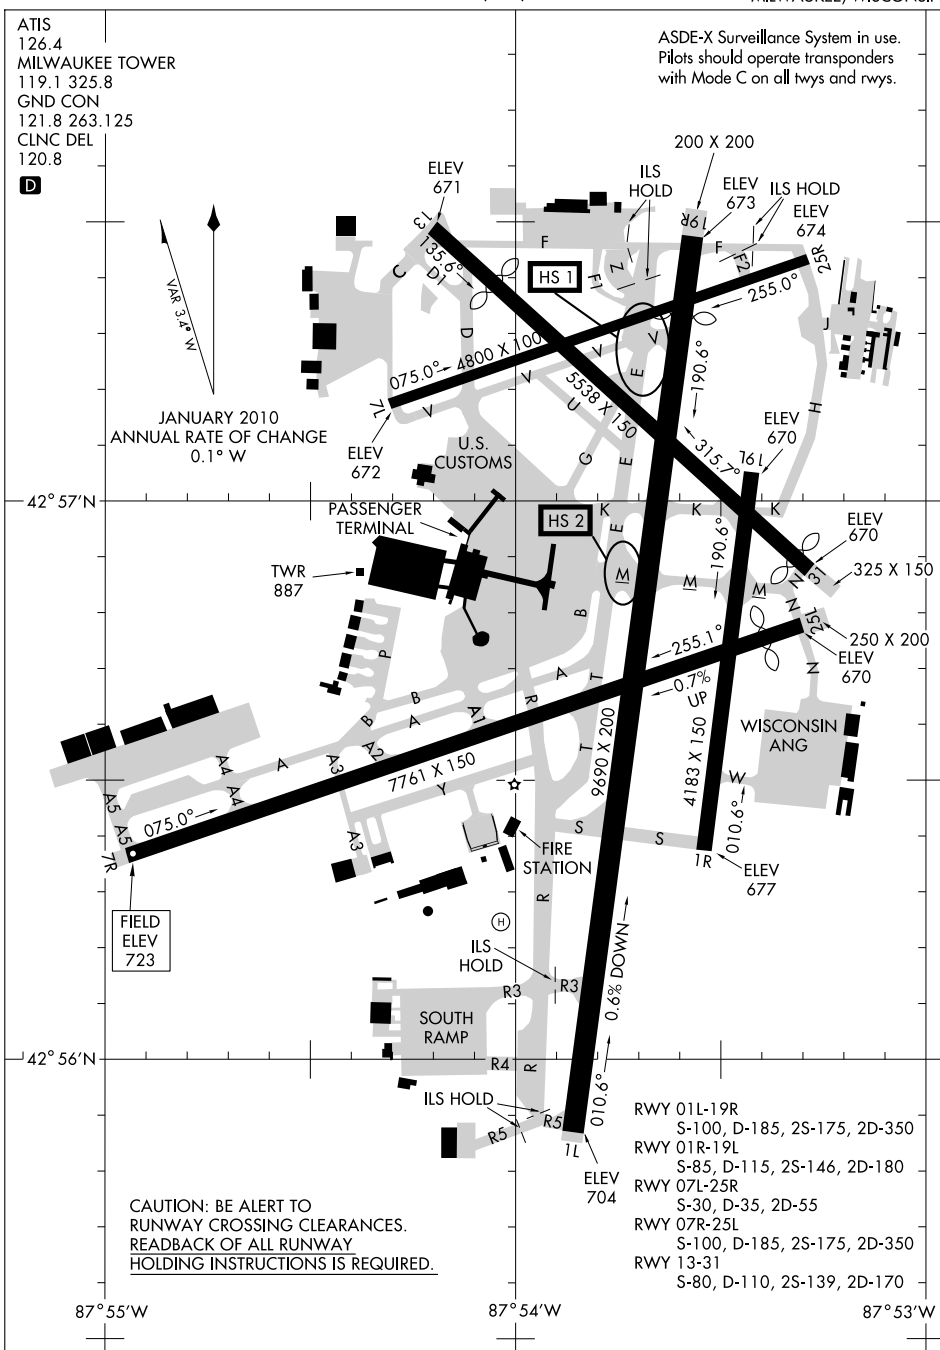 MILWAUKEE, WISCONSIN
ATIS
126.4
MILWAUKEE TOWER
119.1 325.8
GND CON
121.8 263.125
CLNC DEL
120.8
D
ASDE-X Surveillance System in use.
Pilots should operate transponders
with Mode C on all twys and rwys.
200 X 200
ELEV
671
ILS
HOLD
ELEV
673
ILS HOLD
ELEV
674
13
19R
25R
135.6°
C
D1
D
F
F
F2
F1
Z
HS 1
255.0°
J
VAR 3.4° W
JANUARY 2010
ANNUAL RATE OF CHANGE
0.1° W
075.0°
4800 X 100
7L
V
V
V
V
E
190.6°
5538 X 150
U
G
E
H
315.7°
ELEV
672
U.S.
CUSTOMS
ELEV
670
19L
42°57'N
PASSENGER
TERMINAL
HS 2
K
K
K
E
190.6°
ELEV
670
TWR
887
M
M
M
31
N
N
325 X 150
25L
250 X 200
ELEV
670
N
B
P
255.1°
0.7%
UP
A
T
R
B
B
A
A1
A2
A3
A
A4
A4
A5
A5
7761 X 150
9690 X 200
4183 X 150
T
Y
WISCONSIN
ANG
W
075.0°
7R
A3
S
S
FIRE
STATION
010.6°
1R
ELEV
677
FIELD
ELEV
723
R
H
ILS
HOLD
R3
R3
0.6% DOWN
SOUTH
RAMP
42°56'N
R4
R
010.6°
ILS HOLD
R5
R5
1L
ELEV
704
RWY 01L-19R
S-100, D-185, 2S-175, 2D-350
RWY 01R-19L
S-85, D-115, 2S-146, 2D-180
RWY 07L-25R
S-30, D-35, 2D-55
RWY 07R-25L
S-100, D-185, 2S-175, 2D-350
RWY 13-31
S-80, D-110, 2S-139, 2D-170
CAUTION: BE ALERT TO
RUNWAY CROSSING CLEARANCES.
READBACK OF ALL RUNWAY
HOLDING INSTRUCTIONS IS REQUIRED.
87°55'W
87°54'W
87°53'W